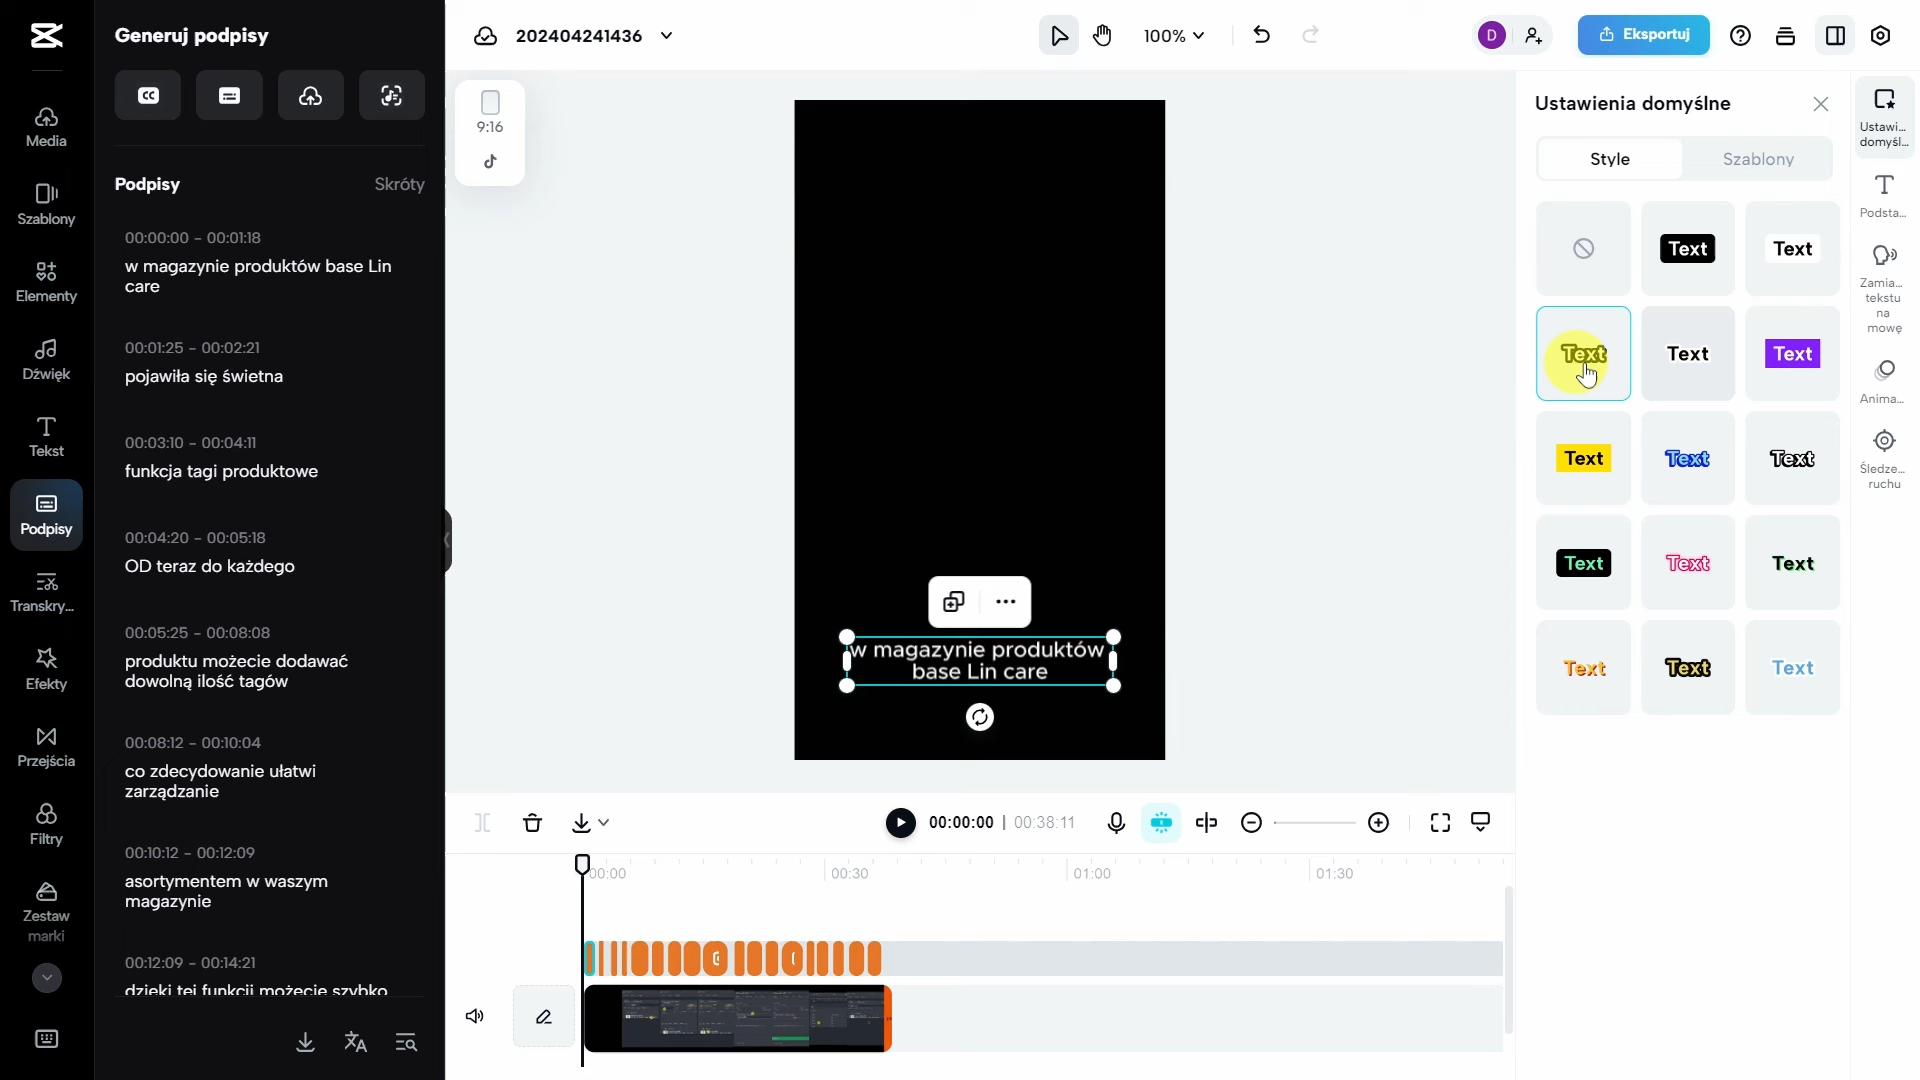 Generuj podpisy
CC
Podpisy
Skróty
00:00:00 – 00:01:18
w magazynie produktów base Lin
care
00:01:25 – 00:02:21
pojawiła się świetna
00:03:10 – 00:04:11
funkcja tagi produktowe
00:04:20 – 00:05:18
OD teraz do każdego
00:05:25 – 00:08:08
produktu możecie dodawać
dowolną ilość tagów
00:08:12 – 00:10:04
co zdecydowanie ułatwi
zarządzanie
00:10:12 – 00:12:09
asortymentem w waszym
magazynie
00:12:09 – 00:14:21
dzięki tej funkcji możecie szybko
Media
Szablony
Elementy
Dźwięk
Tekst
Podpisy
Transkry...
Efekty
Przejścia
Filtry
Zestaw
marki
202404241436
100%
D
Eksportuj
9:16
w magazynie produktów
base Lin care
00:00:00 | 00:38:11
00:00
00:30
01:00
01:30
Ustawienia domyślne
Style
Szablony
Text
Text
Text
Text
Text
Text
Text
Text
Text
Text
Text
Text
Text
Text
Ustawi...
domyśl...
Podsta...
Zamia...
tekstu
na
mowę
Anima...
Śledze...
ruchu